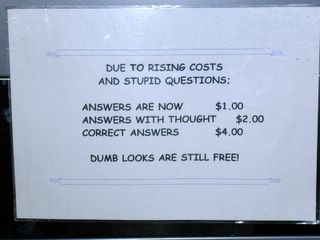 DUE TO RISING COSTS
AND STUPID QUESTIONS;
ANSWERS ARE NOW $1.00
ANSWERS WITH THOUGHT $2.00
CORRECT ANSWERS $4.00
DUMB LOOKS ARE STILL FREE!